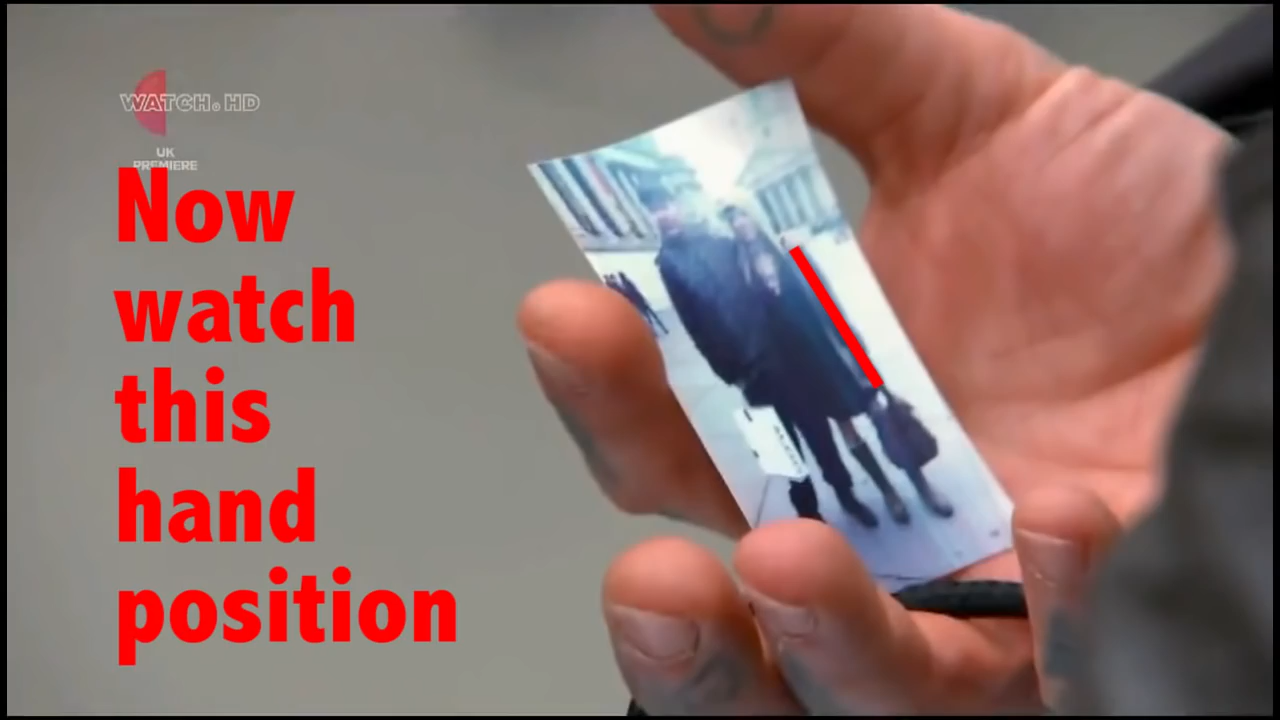 WATCH. HD
UK
PREMIERE
Now
watch
this
hand
position